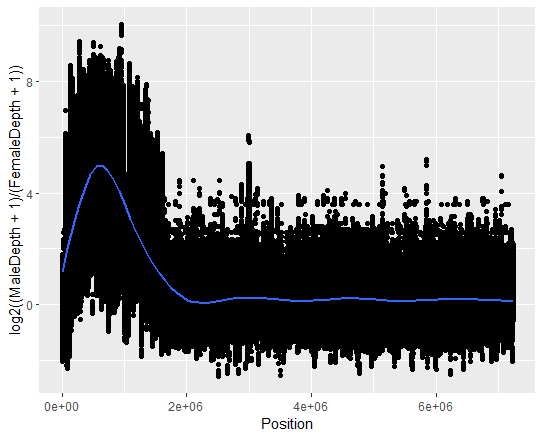 log2((MaleDepth + 1)/(FemaleDepth + 1))
8
4
0
0e+00 2e+06 4e+06 6e+06
Position